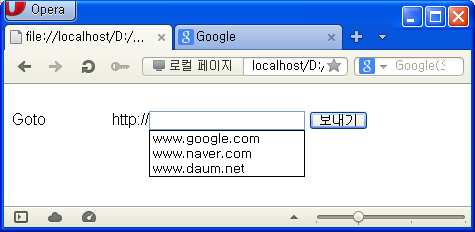 Opera
file://localhost/D:/... Google
로컬 페이지 localhost/D:/ Google(
Goto http:// 보내기
www.google.com
www.naver.com
www.daum.net